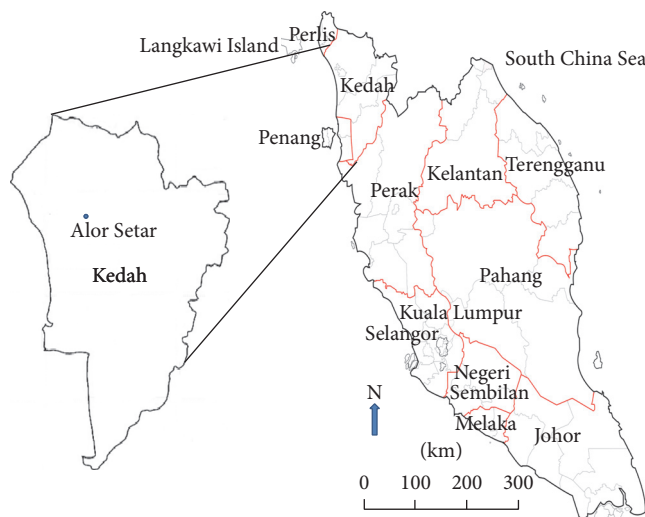 Perlis
Langkawi Island
South China Sea
Kedah
Penang
Terengganu
Kelantan
Perak
Alor Setar
Kedah
Pahang
Kuala Lumpur
Selangor
Negeri
Sembilan
N
Melaka
Johor
(km)
0 100 200 300